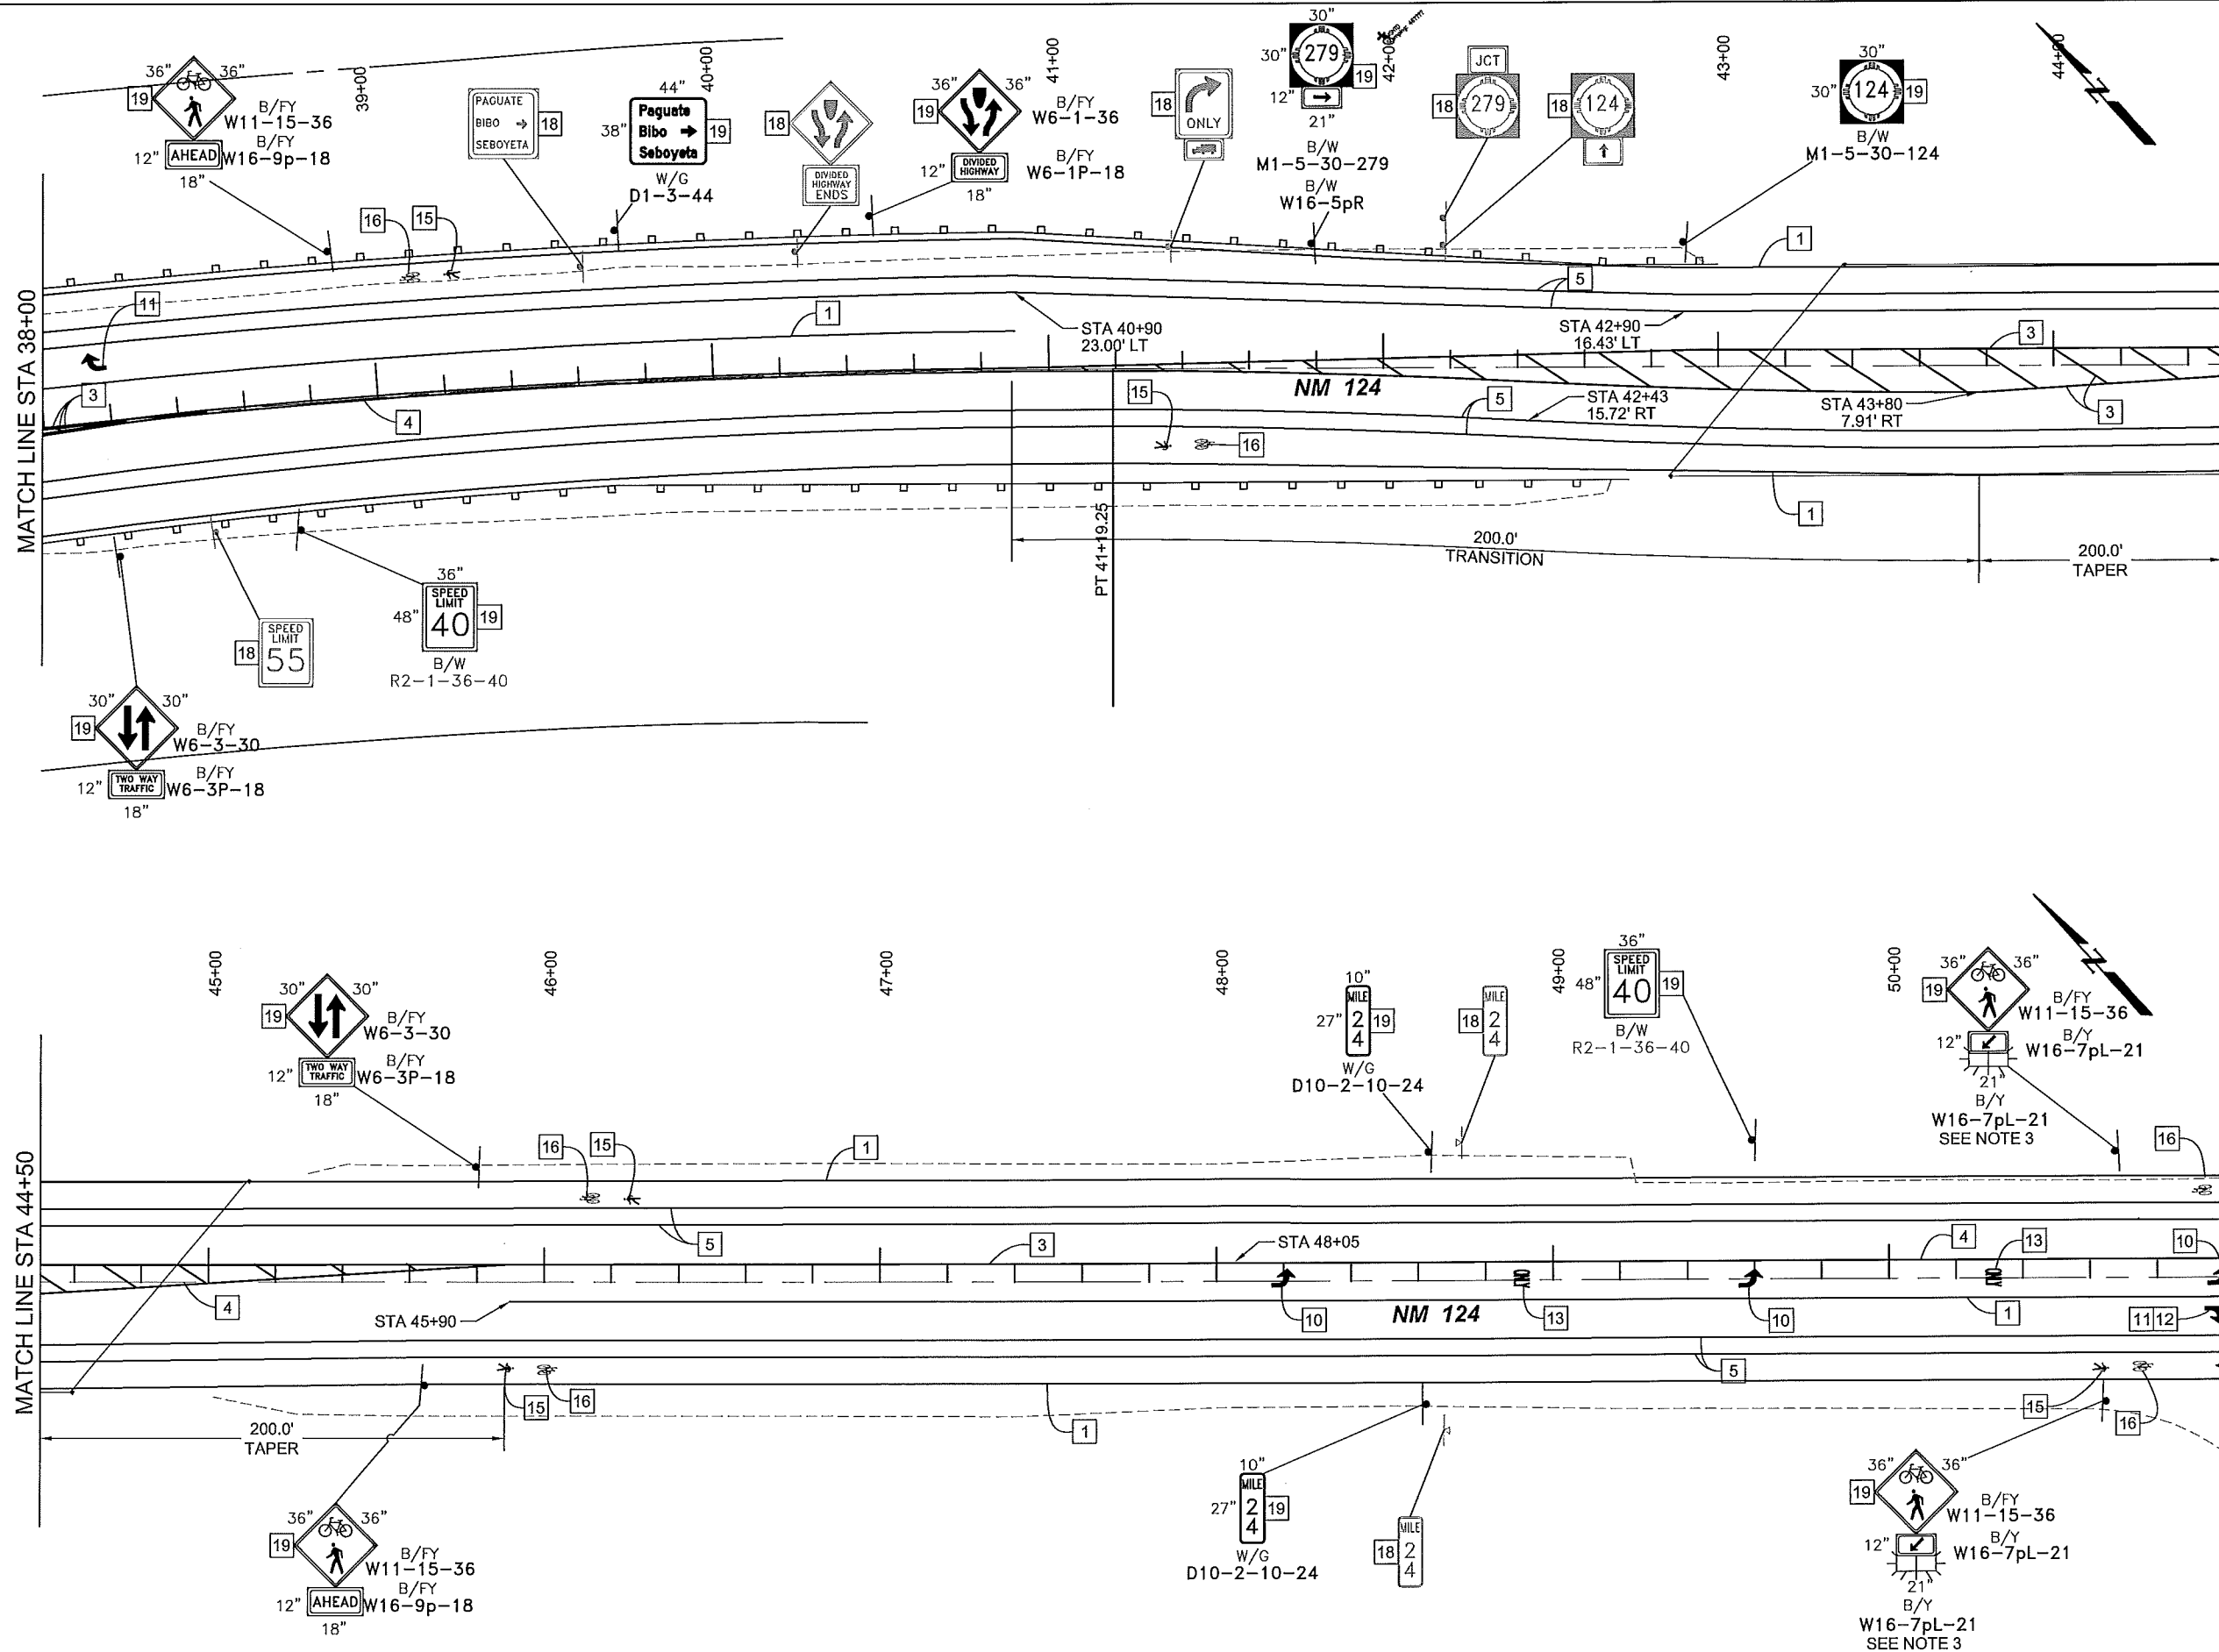 39+00
40+00
41+00
42+00
43+00
44+00
36" 36"
19
B/FY
W11-15-36
B/FY
12" AHEAD W16-9p-18
18"
PAGUATE
BIBO → 18
SEBOYETA
44"
38" Paguate
Bibo → 19
Seboyeta
W/G
D1-3-44
18
DIVIDED
HIGHWAY
ENDS
36" 36"
19
B/FY
W6-1-36
B/FY
12" DIVIDED HIGHWAY W6-1P-18
18"
18
ONLY
30"
30" 279 19
12" →
21"
B/W
M1-5-30-279
B/W
W16-5pR
JCT
18 279
18 124
↑
30"
30" 124 19
B/W
M1-5-30-124
N
MATCH LINE STA 38+00
16
15
11
1
1
5
3
4
STA 40+90
23.00' LT
STA 42+90
16.43' LT
3
NM 124
15
16
5
STA 42+43
15.72' RT
STA 43+80
7.91' RT
3
1
PT 41+19.25
200.0'
TRANSITION
200.0'
TAPER
18
SPEED
LIMIT
55
36"
48" SPEED
LIMIT
40 19
B/W
R2-1-36-40
30" 30"
19
B/FY
W6-3-30
B/FY
12" TWO WAY TRAFFIC W6-3P-18
18"
45+00
46+00
47+00
48+00
49+00
50+00
30" 30"
19
B/FY
W6-3-30
B/FY
12" TWO WAY TRAFFIC W6-3P-18
18"
10"
27" MILE
2
4 19
W/G
D10-2-10-24
18 MILE
2
4
36"
48" SPEED
LIMIT
40 19
B/W
R2-1-36-40
36" 36"
19
B/FY
W11-15-36
B/Y
12" W16-7pL-21
21"
B/Y
W16-7pL-21
SEE NOTE 3
N
MATCH LINE STA 44+50
16
15
1
16
5
3
STA 48+05
4
13
10
4
STA 45+90
10
NM 124
13
10
1
11 12
5
15
16
1
15
16
200.0'
TAPER
36" 36"
19
B/FY
W11-15-36
B/FY
12" AHEAD W16-9p-18
18"
10"
27" MILE
2
4 19
W/G
D10-2-10-24
18 MILE
2
4
36" 36"
19
B/FY
W11-15-36
B/Y
12" W16-7pL-21
21"
B/Y
W16-7pL-21
SEE NOTE 3